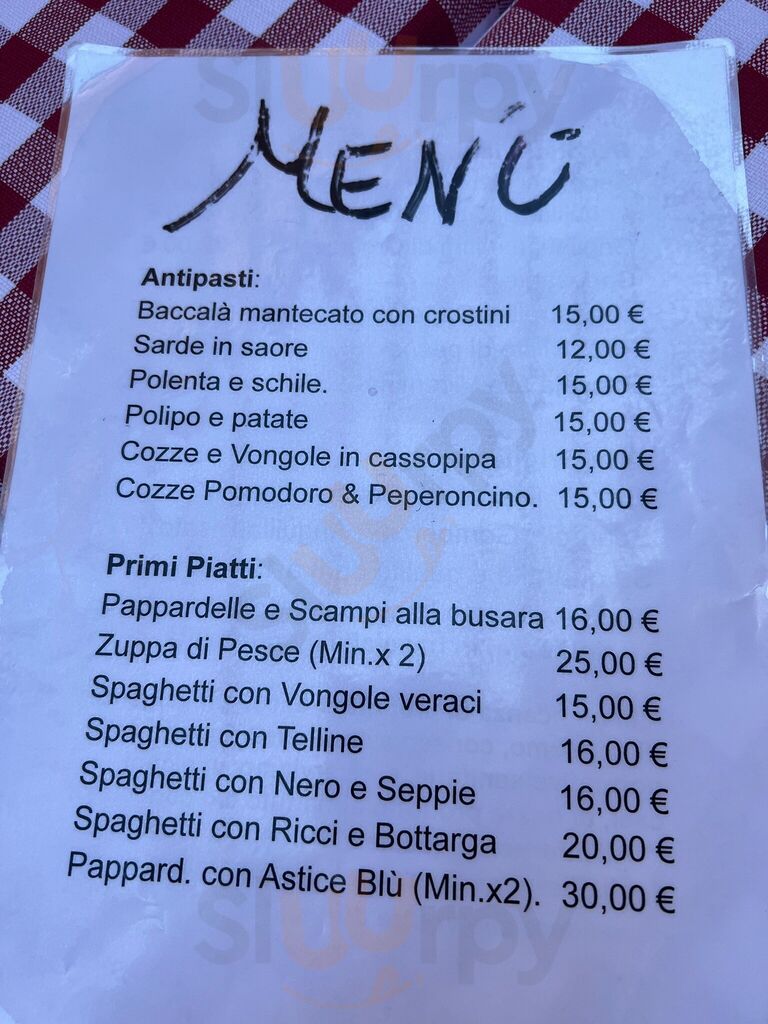 Sluurpy
MENÙ
Antipasti:
Baccalà mantecato con crostini 15,00 €
Sarde in saore 12,00 €
Polenta e schile. 15,00 €
Polipo e patate 15,00 €
Cozze e Vongole in cassopipa 15,00 €
Cozze Pomodoro & Peperoncino. 15,00 €
Sluurpy
Primi Piatti:
Pappardelle e Scampi alla busara 16,00 €
Zuppa di Pesce (Min.x 2) 25,00 €
Spaghetti con Vongole veraci 15,00 €
Spaghetti con Telline 16,00 €
Spaghetti con Nero e Seppie 16,00 €
Spaghetti con Ricci e Bottarga 20,00 €
Pappard. con Astice Blù (Min.x2). 30,00 €
Sluurpy